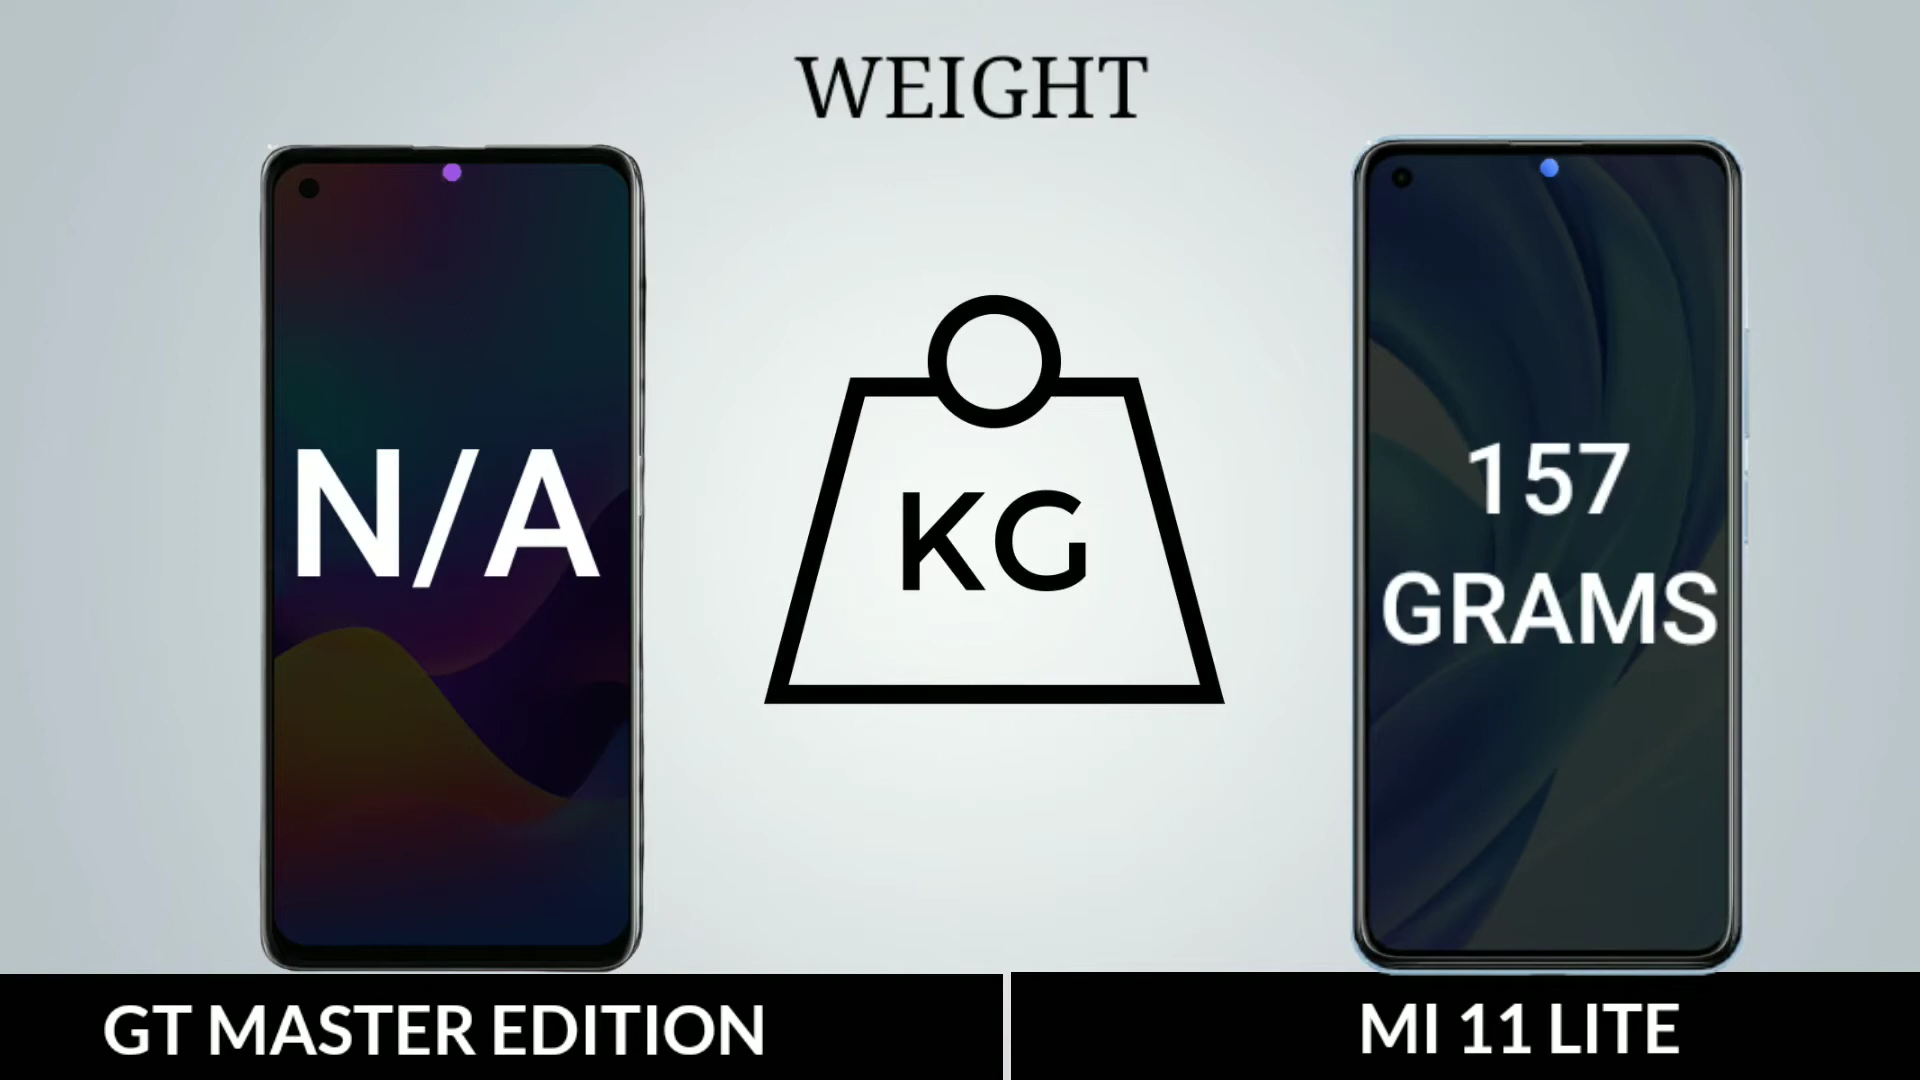 WEIGHT
N/A
KG
157
GRAMS
GT MASTER EDITION
MI 11 LITE